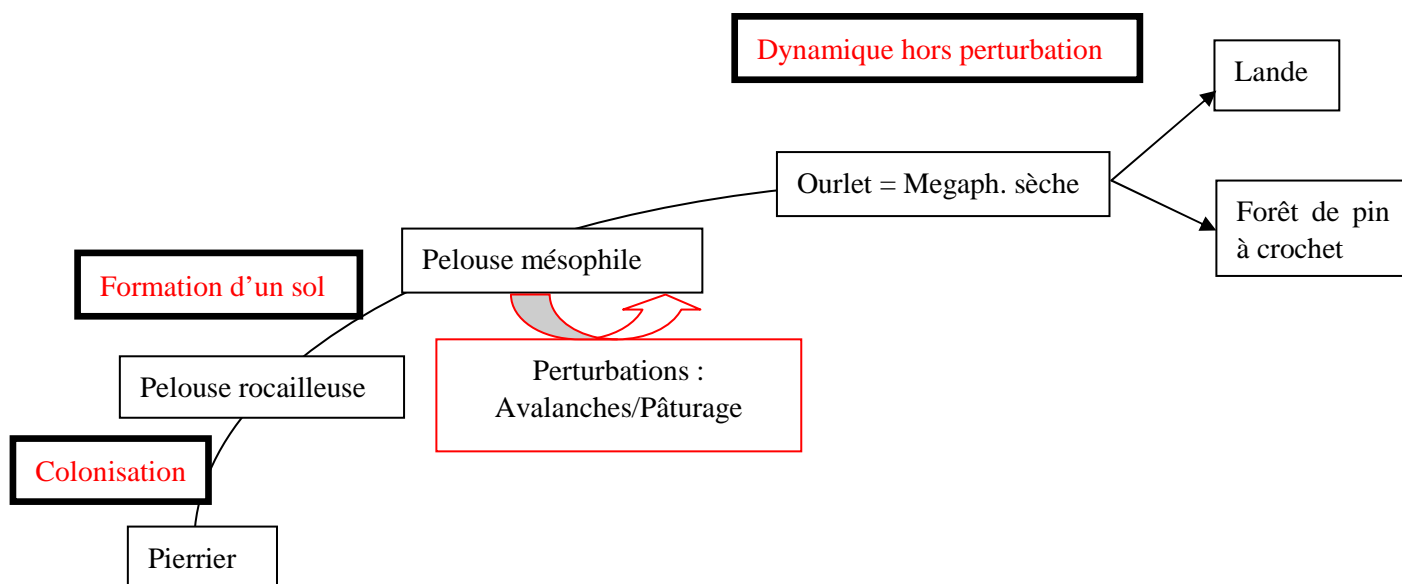 Dynamique hors perturbation
Lande
Ourlet = Megaph. sèche
Forêt de pin
à crochet
Pelouse mésophile
Formation d’un sol
Perturbations :
Avalanches/Pâturage
Pelouse rocailleuse
Colonisation
Pierrier